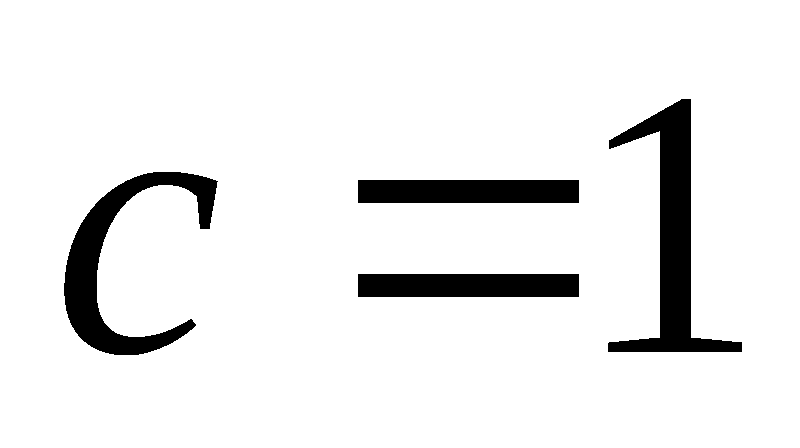 c = 1